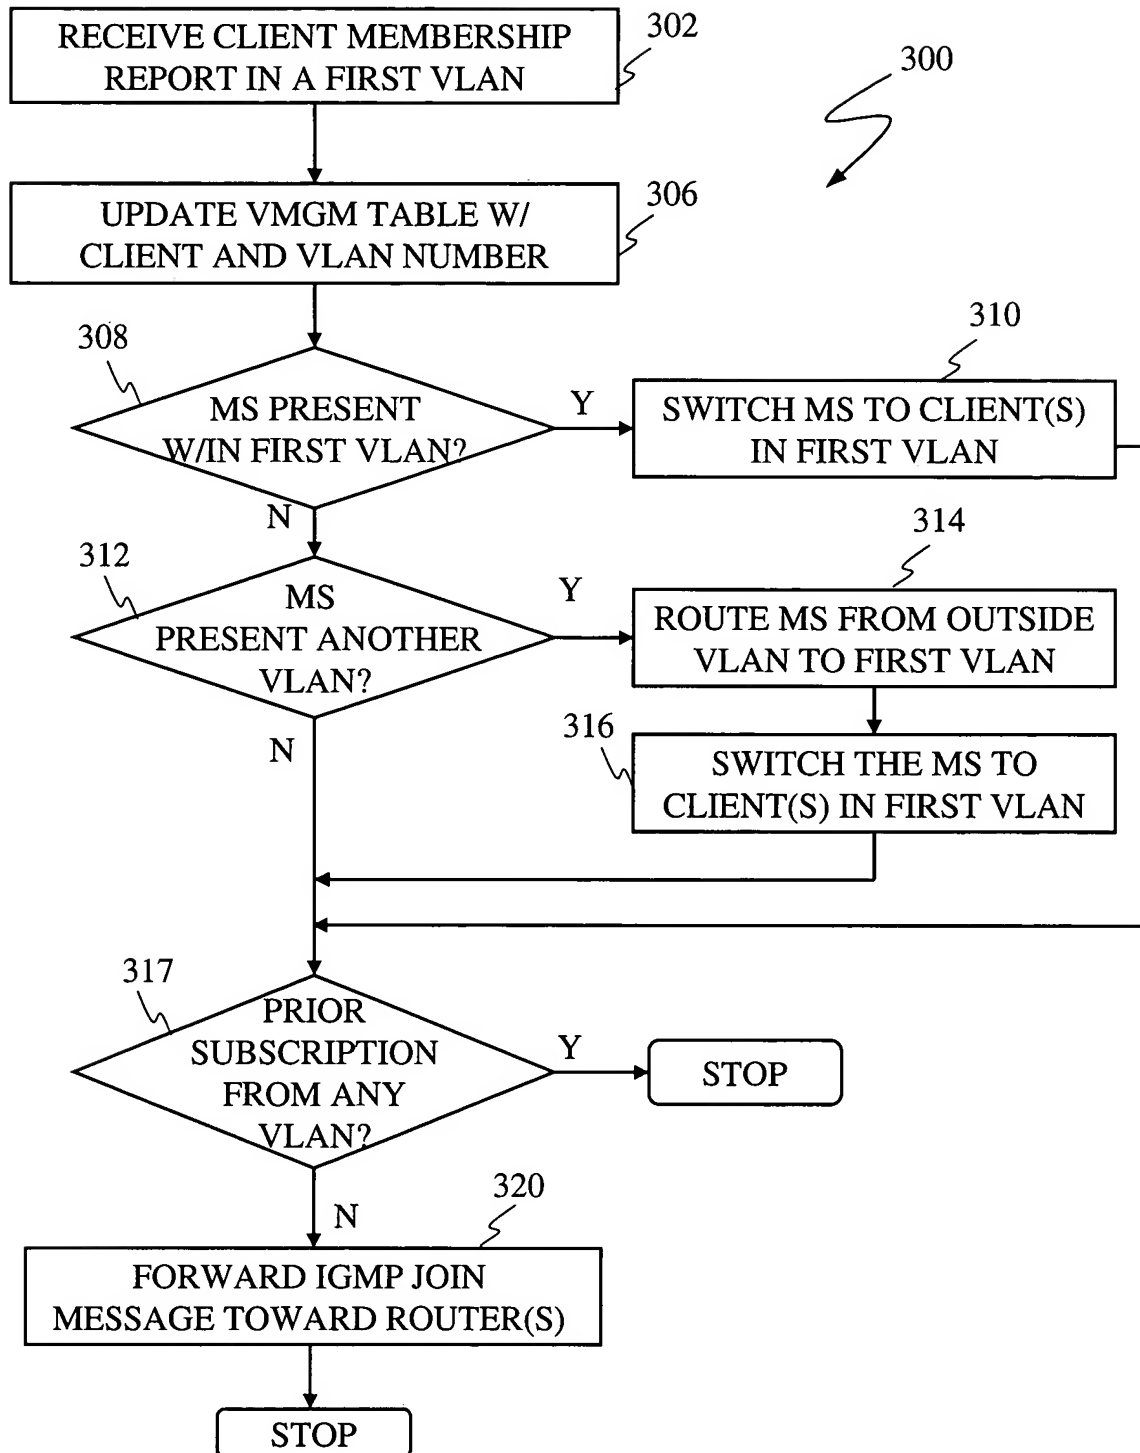 RECEIVE CLIENT MEMBERSHIP
REPORT IN A FIRST VLAN
302
300
UPDATE VMGM TABLE W/
CLIENT AND VLAN NUMBER
306
308
MS PRESENT
W/IN FIRST VLAN?
Y
N
310
SWITCH MS TO CLIENT(S)
IN FIRST VLAN
312
MS
PRESENT ANOTHER
VLAN?
Y
N
314
ROUTE MS FROM OUTSIDE
VLAN TO FIRST VLAN
316
SWITCH THE MS TO
CLIENT(S) IN FIRST VLAN
317
PRIOR
SUBSCRIPTION
FROM ANY
VLAN?
Y
STOP
N
320
FORWARD IGMP JOIN
MESSAGE TOWARD ROUTER(S)
STOP